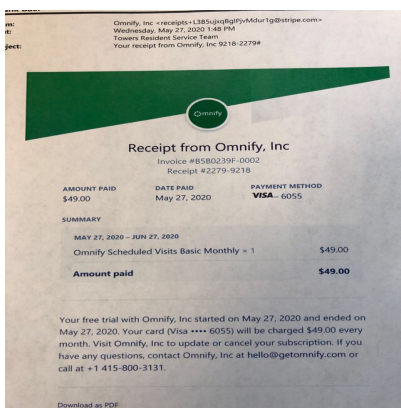 Omnify, Inc <receipts+L385ujxqBglPjvMdur1g@stripe.com>
Wednesday, May 27, 2020 1:48 PM
Towers Resident Service Team
Your receipt from Omnify, Inc 9218-2279#
Omnify
Receipt from Omnify, Inc
Invoice #B5B0239F-0002
Receipt #2279-9218
AMOUNT PAID DATE PAID PAYMENT METHOD
$49.00 May 27, 2020 VISA 6055
SUMMARY
MAY 27, 2020 – JUN 27, 2020
Omnify Scheduled Visits Basic Monthly × 1 $49.00
Amount paid $49.00
Your free trial with Omnify, Inc started on May 27, 2020 and ended on
May 27, 2020. Your card (Visa •••• 6055) will be charged $49.00 every
month. Visit Omnify, Inc to update or cancel your subscription. If you
have any questions, contact Omnify, Inc at hello@getomnify.com or
call at +1 415-800-3131.
Download as PDF